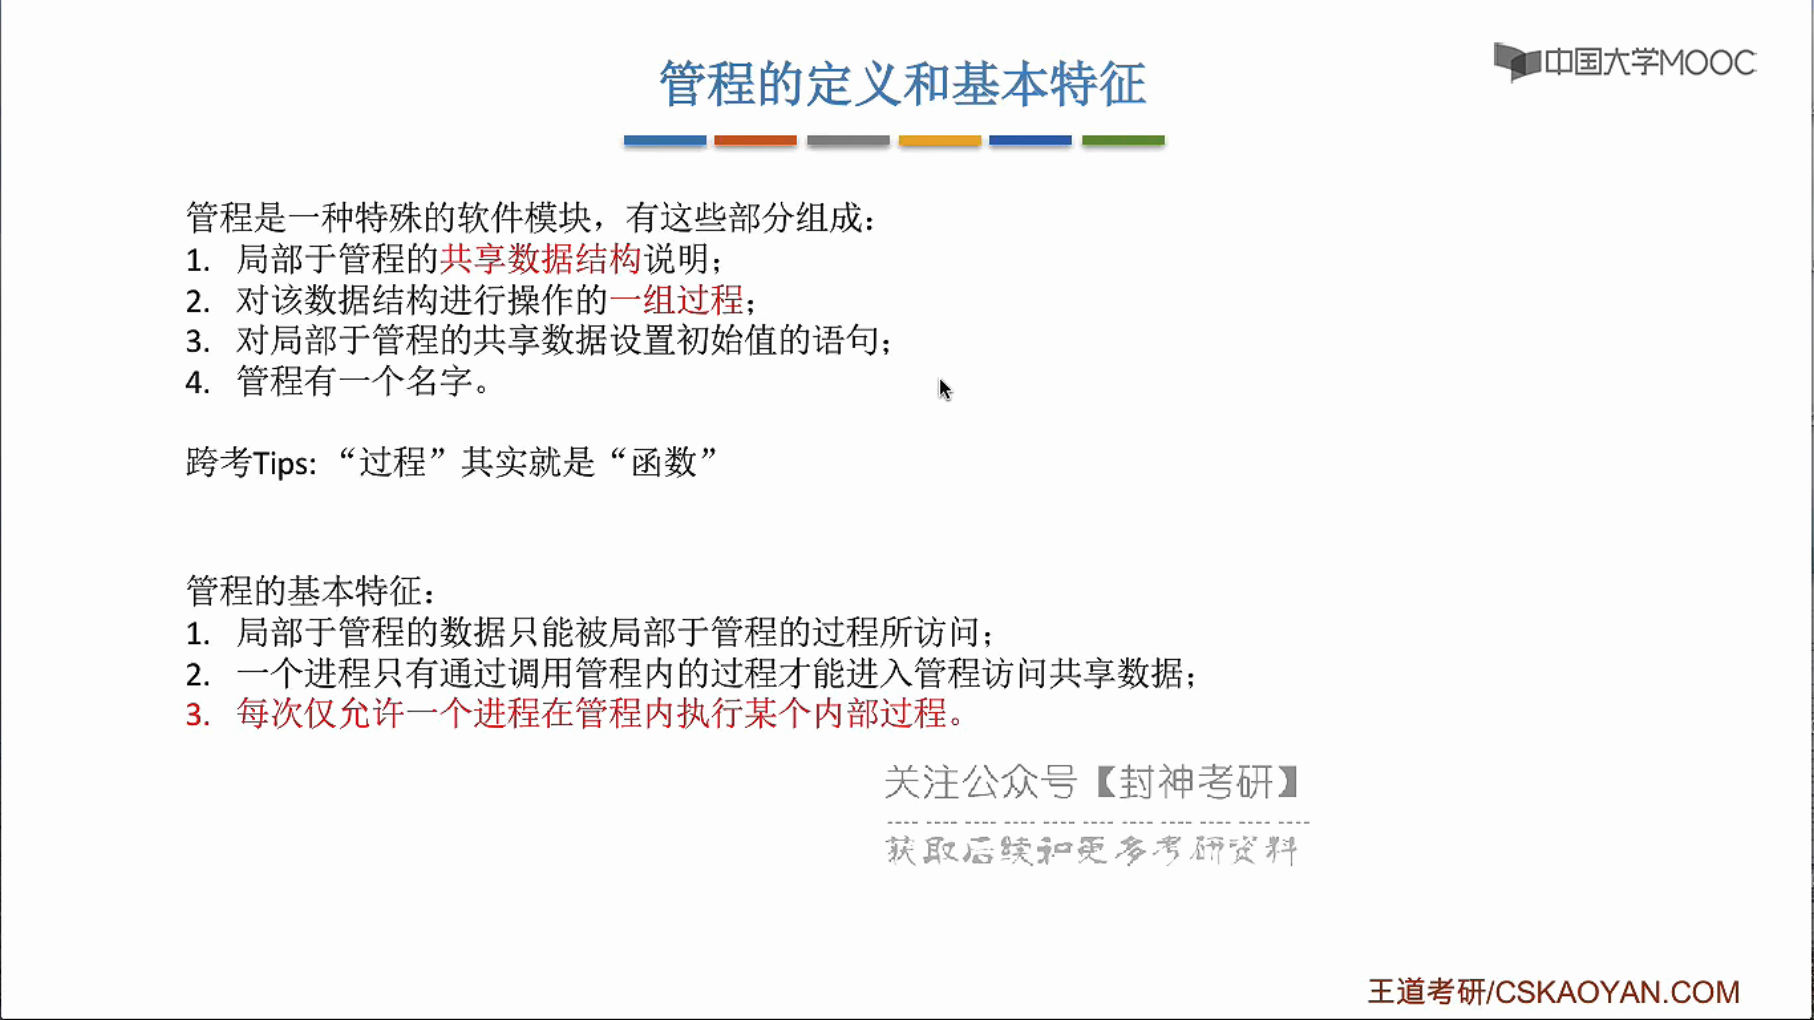 管程的定义和基本特征
中国大学MOOC
管程是一种特殊的软件模块，有这些部分组成：
1. 局部于管程的共享数据结构说明；
2. 对该数据结构进行操作的一组过程；
3. 对局部于管程的共享数据设置初始值的语句；
4. 管程有一个名字。
跨考Tips: “过程”其实就是“函数”
管程的基本特征：
1. 局部于管程的数据只能被局部于管程的过程所访问；
2. 一个进程只有通过调用管程内的过程才能进入管程访问共享数据；
3. 每次仅允许一个进程在管程内执行某个内部过程。
关注公众号【封神考研】
获取后续和更多考研资料
王道考研/CSKAOYAN.COM